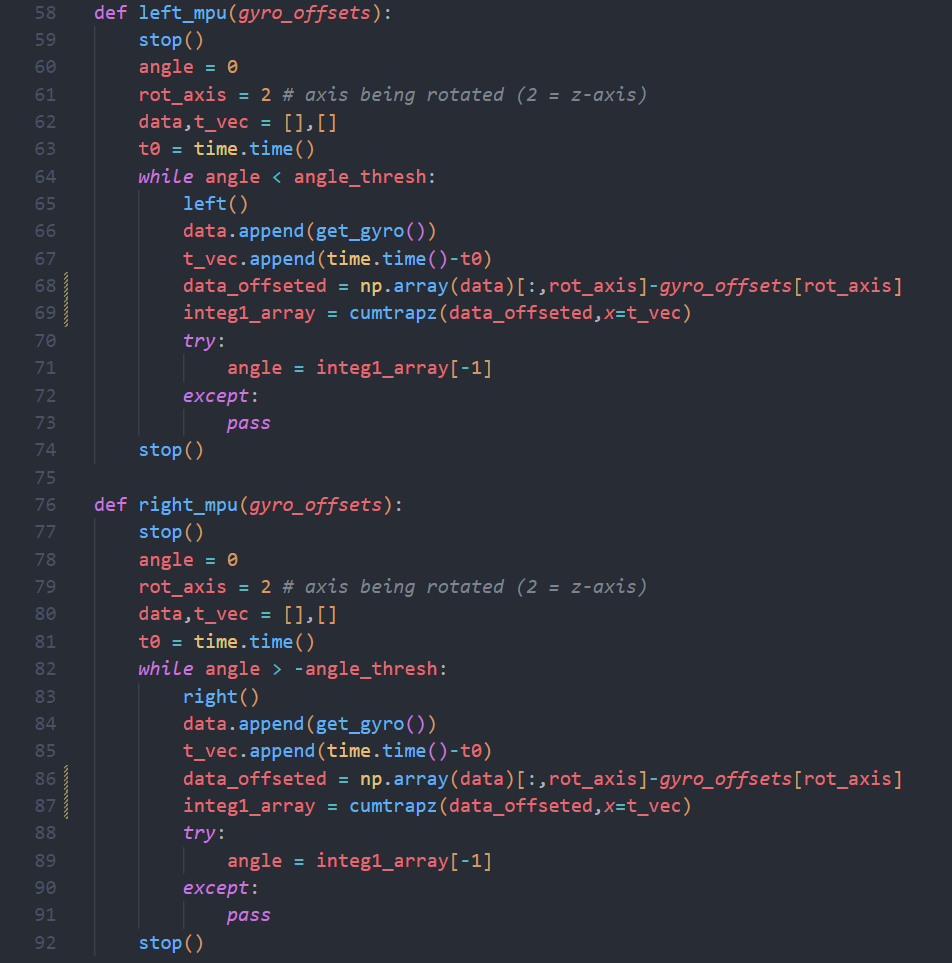 58 def left_mpu(gyro_offsets):
59     stop()
60     angle = 0
61     rot_axis = 2 # axis being rotated (2 = z-axis)
62     data,t_vec = [],[]
63     t0 = time.time()
64     while angle < angle_thresh:
65         left()
66         data.append(get_gyro())
67         t_vec.append(time.time()-t0)
68         data_offseted = np.array(data)[:,rot_axis]-gyro_offsets[rot_axis]
69         integ1_array = cumtrapz(data_offseted,x=t_vec)
70         try:
71             angle = integ1_array[-1]
72         except:
73             pass
74     stop()
75
76 def right_mpu(gyro_offsets):
77     stop()
78     angle = 0
79     rot_axis = 2 # axis being rotated (2 = z-axis)
80     data,t_vec = [],[]
81     t0 = time.time()
82     while angle > -angle_thresh:
83         right()
84         data.append(get_gyro())
85         t_vec.append(time.time()-t0)
86         data_offseted = np.array(data)[:,rot_axis]-gyro_offsets[rot_axis]
87         integ1_array = cumtrapz(data_offseted,x=t_vec)
88         try:
89             angle = integ1_array[-1]
90         except:
91             pass
92     stop()